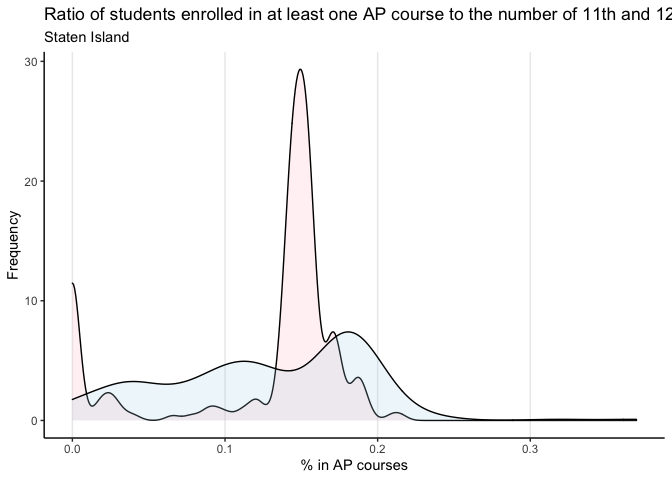 Ratio of students enrolled in at least one AP course to the number of 11th and 12
Staten Island
30
20
10
0
Frequency
0.0 0.1 0.2 0.3
% in AP courses